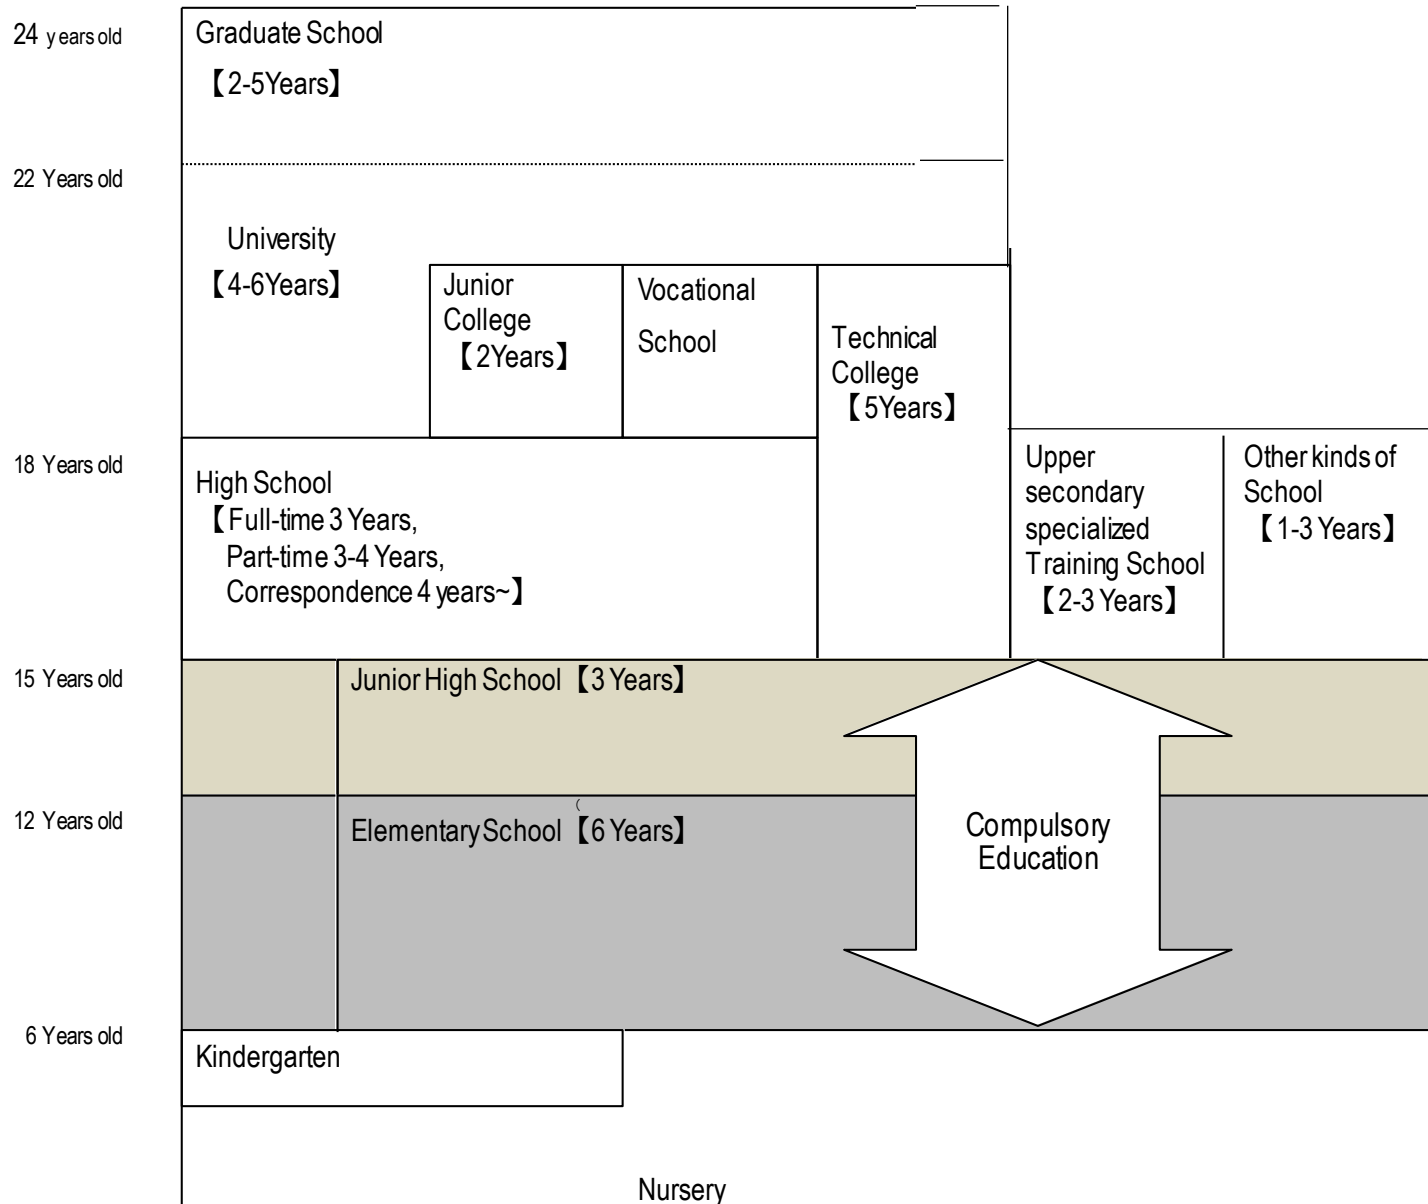 24 years old
Graduate School
【2-5Years】
22 Years old
University
【4-6Years】
Junior
College
【2Years】
Vocational
School
Technical
College
【5Years】
18 Years old
High School
【Full-time 3 Years,
Part-time 3-4 Years,
Correspondence 4 years~】
Upper
secondary
specialized
Training School
【2-3 Years】
Other kinds of
School
【1-3 Years】
15 Years old
Junior High School【3 Years】
12 Years old
(
Elementary School【6 Years】
Compulsory
Education
6 Years old
Kindergarten
Nursery